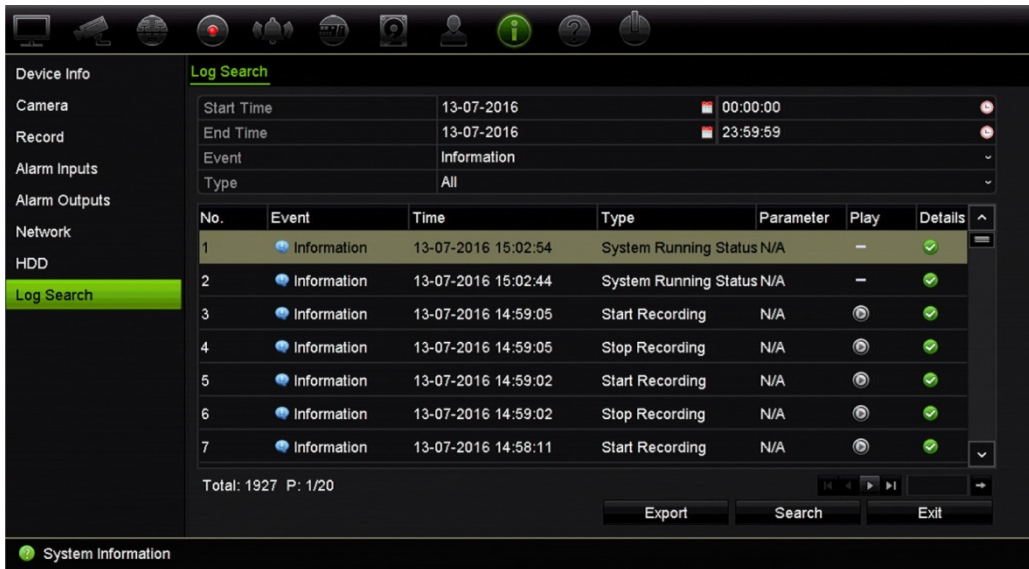 Device Info
Camera
Record
Alarm Inputs
Alarm Outputs
Network
HDD
Log Search
Log Search
Start Time 13-07-2016 00:00:00
End Time 13-07-2016 23:59:59
Event Information
Type All
No. Event Time Type Parameter Play Details
1 Information 13-07-2016 15:02:54 System Running Status N/A –
2 Information 13-07-2016 15:02:44 System Running Status N/A –
3 Information 13-07-2016 14:59:05 Start Recording N/A
4 Information 13-07-2016 14:59:05 Stop Recording N/A
5 Information 13-07-2016 14:59:02 Start Recording N/A
6 Information 13-07-2016 14:59:02 Stop Recording N/A
7 Information 13-07-2016 14:58:11 Start Recording N/A
Total: 1927 P: 1/20
Export Search Exit
System Information